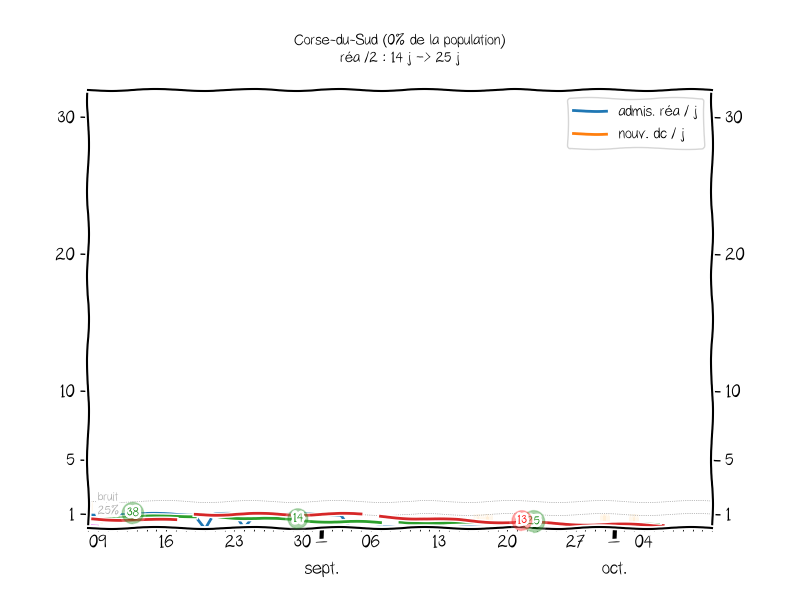 Corse-du-Sud (0% de la population)
réa /2 : 14 j -> 25 j
30
30
admis. réa / j
nouv. dc / j
20
20
10
10
5
5
bruit
25%
38
14
13
25
1
1
09 16 23 30 06 13 20 27 04
sept. oct.